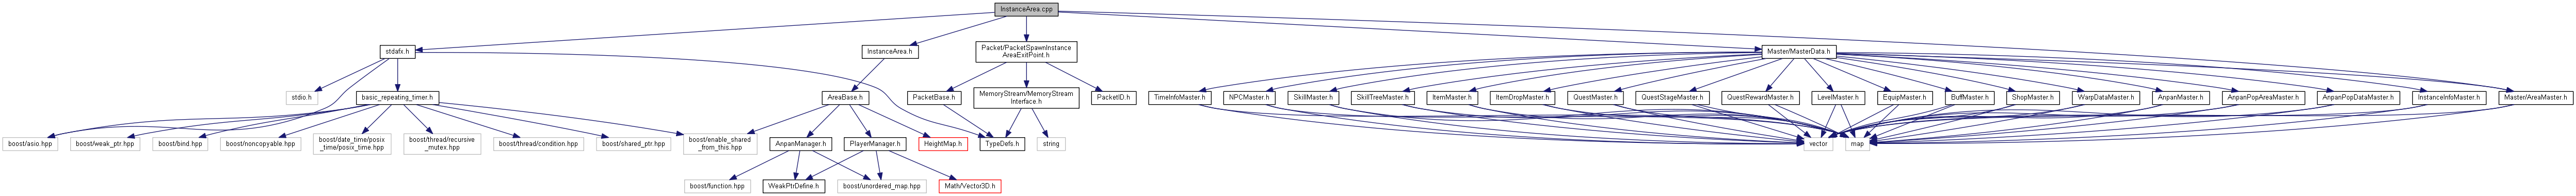 InstanceArea.cpp
stdafx.h
InstanceArea.h
Packet/PacketSpawnInstance
AreaExitPoint.h
Master/MasterData.h
stdio.h
basic_repeating_timer.h
AreaBase.h
PacketBase.h
MemoryStream/MemoryStream
Interface.h
PacketID.h
TimeInfoMaster.h
NPCMaster.h
SkillMaster.h
SkillTreeMaster.h
ItemMaster.h
ItemDropMaster.h
QuestMaster.h
QuestStageMaster.h
QuestRewardMaster.h
LevelMaster.h
EquipMaster.h
BuffMaster.h
ShopMaster.h
WarpDataMaster.h
AnpanMaster.h
AnpanPopAreaMaster.h
AnpanPopDataMaster.h
InstanceInfoMaster.h
Master/AreaMaster.h
boost/asio.hpp
boost/weak_ptr.hpp
boost/bind.hpp
boost/noncopyable.hpp
boost/date_time/posix
_time/posix_time.hpp
boost/thread/recursive
_mutex.hpp
boost/thread/condition.hpp
boost/shared_ptr.hpp
boost/enable_shared
_from_this.hpp
AnpanManager.h
PlayerManager.h
HeightMap.h
TypeDefs.h
string
vector
map
boost/function.hpp
WeakPtrDefine.h
boost/unordered_map.hpp
Math/Vector3D.h